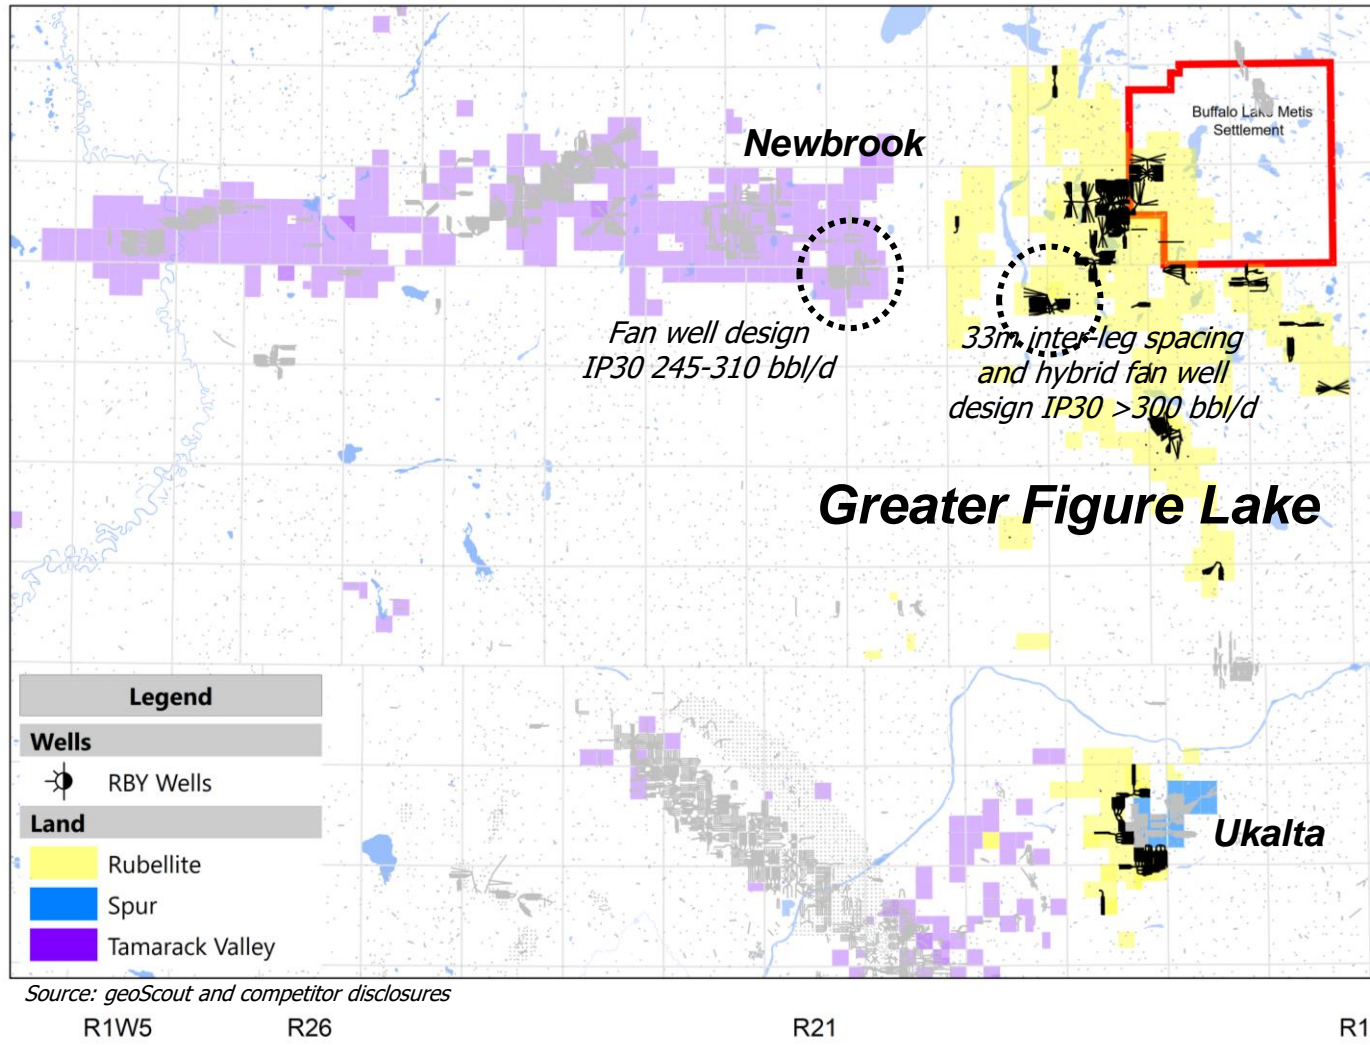 Buffalo Lake Metis
Settlement
Newbrook
Fan well design
IP30 245-310 bbl/d
33m inter-leg spacing
and hybrid fan well
design IP30 >300 bbl/d
Greater Figure Lake
Ukalta
Legend
Wells
RBY Wells
Land
Rubellite
Spur
Tamarack Valley
Source: geoScout and competitor disclosures
R1W5 R26 R21 R1